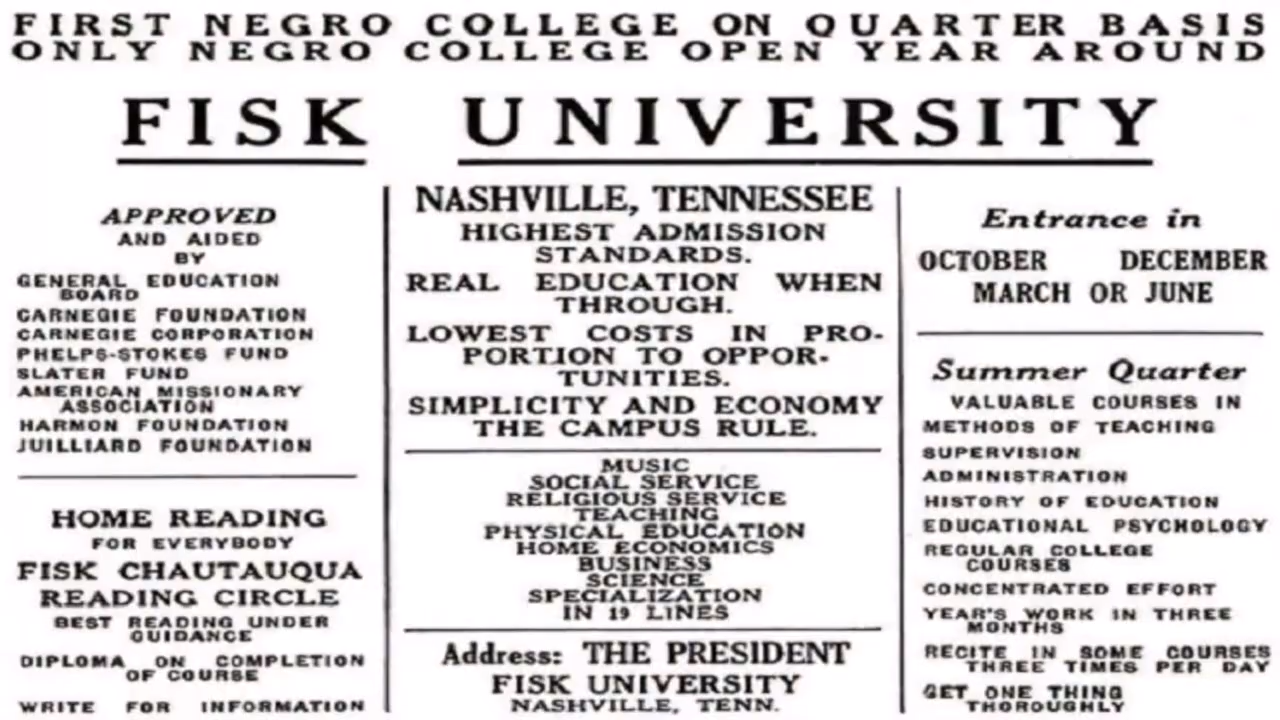 FIRST NEGRO COLLEGE ON QUARTER BASIS
ONLY NEGRO COLLEGE OPEN YEAR AROUND
FISK UNIVERSITY
APPROVED
AND AIDED
BY
GENERAL EDUCATION
BOARD
CARNEGIE FOUNDATION
CARNEGIE CORPORATION
PHELPS-STOKES FUND
SLATER FUND
AMERICAN MISSIONARY
ASSOCIATION
HARMON FOUNDATION
JUILLIARD FOUNDATION
HOME READING
FOR EVERYBODY
FISK CHAUTAUQUA
READING CIRCLE
BEST READING UNDER
GUIDANCE
DIPLOMA ON COMPLETION
OF COURSE
WRITE FOR INFORMATION
NASHVILLE, TENNESSEE
HIGHEST ADMISSION
STANDARDS.
REAL EDUCATION WHEN
THROUGH.
LOWEST COSTS IN PRO-
PORTION TO OPPOR-
TUNITIES.
SIMPLICITY AND ECONOMY
THE CAMPUS RULE.
MUSIC
SOCIAL SERVICE
RELIGIOUS SERVICE
TEACHING
PHYSICAL EDUCATION
HOME ECONOMICS
BUSINESS
SCIENCE
SPECIALIZATION
IN 19 LINES
Address: THE PRESIDENT
FISK UNIVERSITY
NASHVILLE, TENN.
Entrance in
OCTOBER DECEMBER
MARCH OR JUNE
Summer Quarter
VALUABLE COURSES IN
METHODS OF TEACHING
SUPERVISION
ADMINISTRATION
HISTORY OF EDUCATION
EDUCATIONAL PSYCHOLOGY
REGULAR COLLEGE
COURSES
CONCENTRATED EFFORT
YEAR'S WORK IN THREE
MONTHS
RECITE IN SOME COURSES
THREE TIMES PER DAY
GET ONE THING
THOROUGHLY